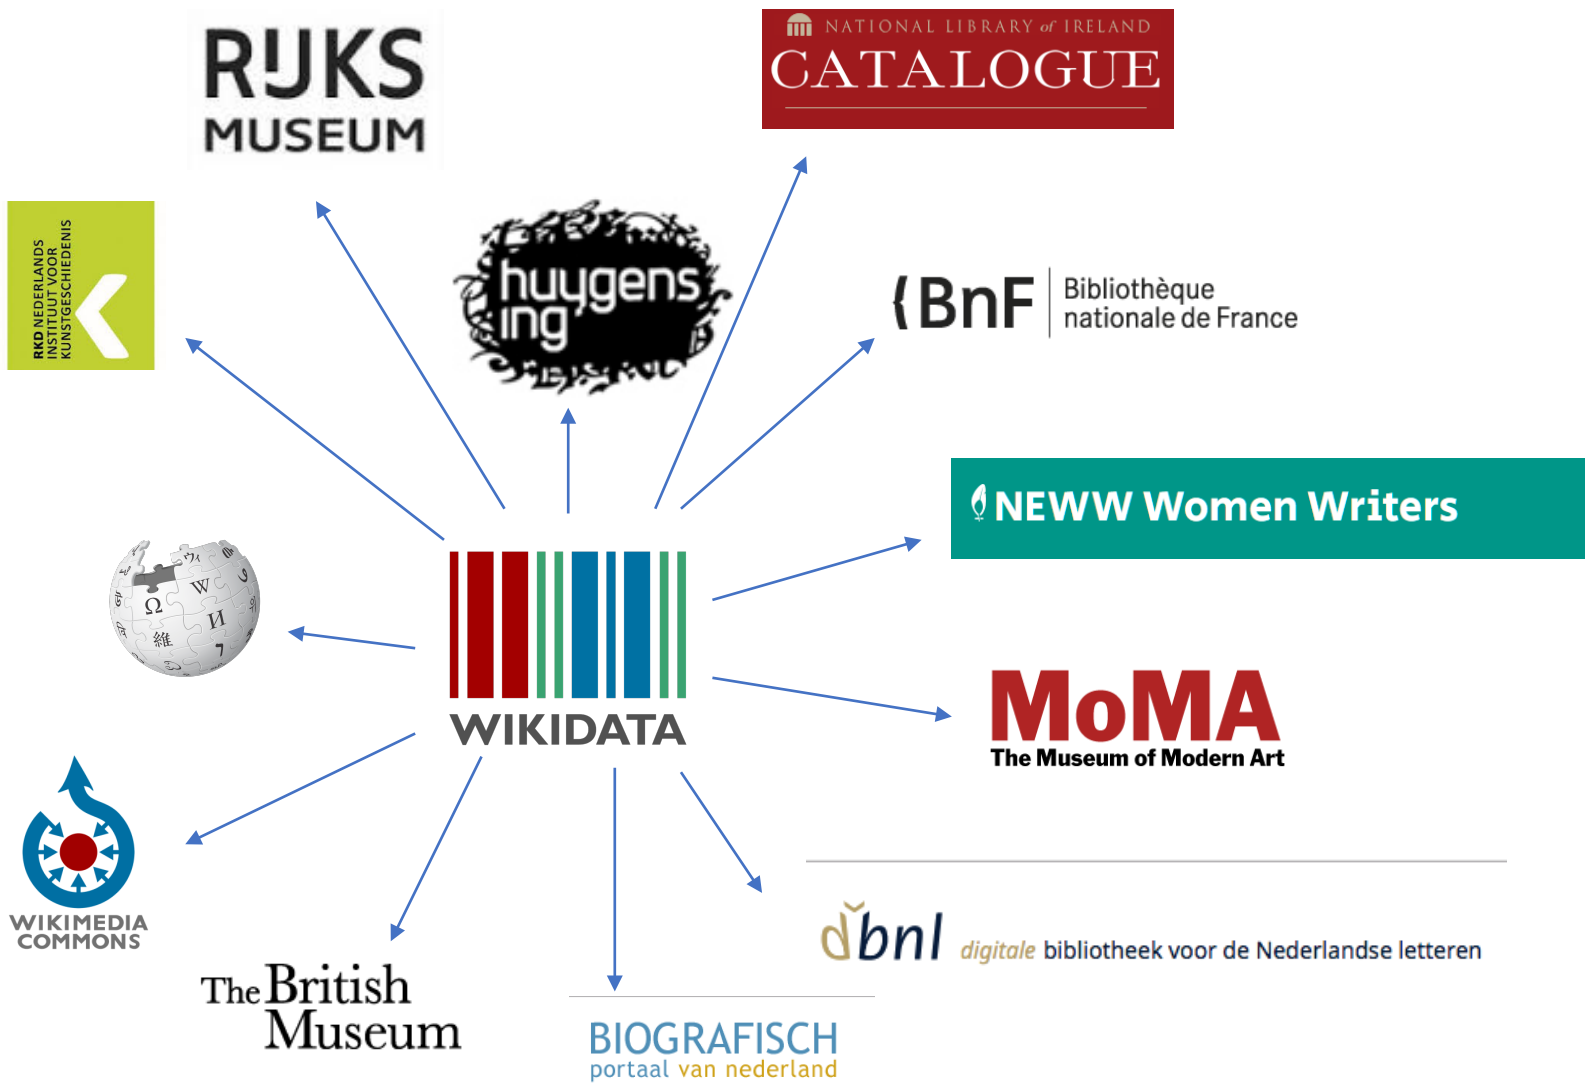 RIJKS
MUSEUM
NATIONAL LIBRARY of IRELAND
CATALOGUE
RKD NEDERLANDS
INSTITUUT VOOR
KUNSTGESCHIEDENIS
huygens
ing
BnF
Bibliothèque
nationale de France
NEWW Women Writers
Ω
W
И
維
WIKIDATA
MoMA
The Museum of Modern Art
WIKIMEDIA
COMMONS
dbnl digitale bibliotheek voor de Nederlandse letteren
The British
Museum
BIOGRAFISCH
portaal van nederland